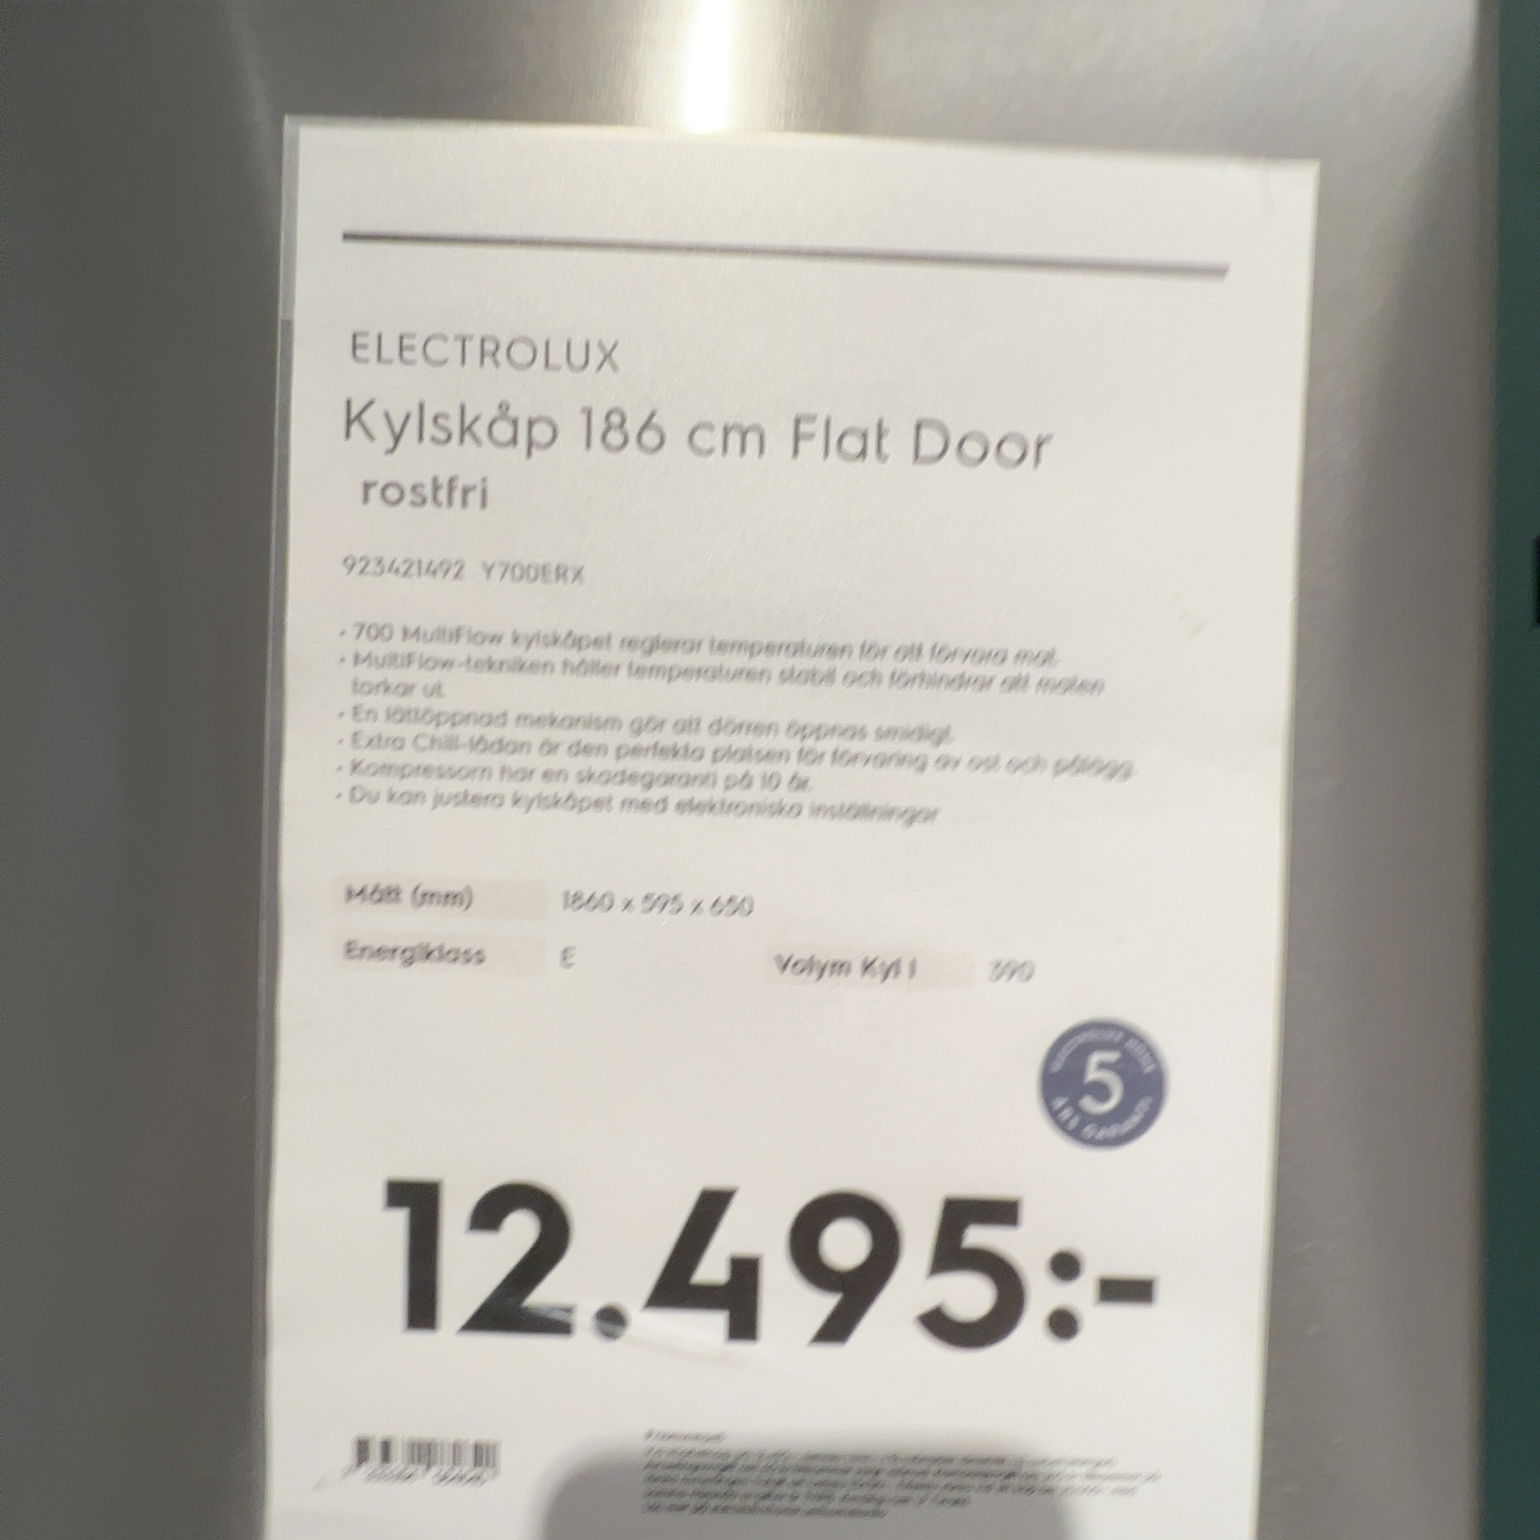 ELECTROLUX
Kylskåp 186 cm Flat Door
rostfri
923421492 Y700ERX
• 700 MultiFlow kylskåpet reglerar temperaturen för att förvara mat.
• MultiFlow-tekniken håller temperaturen stabil och förhindrar att maten
torkar ut.
• En lättöppnad mekanism gör att dörren öppnas smidigt.
• Extra Chill-lådan är den perfekta platsen för förvaring av ost och pålägg.
• Kompressorn har en skadegaranti på 10 år.
• Du kan justera kylskåpet med elektroniska inställningar
Mått (mm) 1860 x 595 x 650
Energiklass E Volym Kyl l 390
5
ÅRS GARANTI
12.495:-